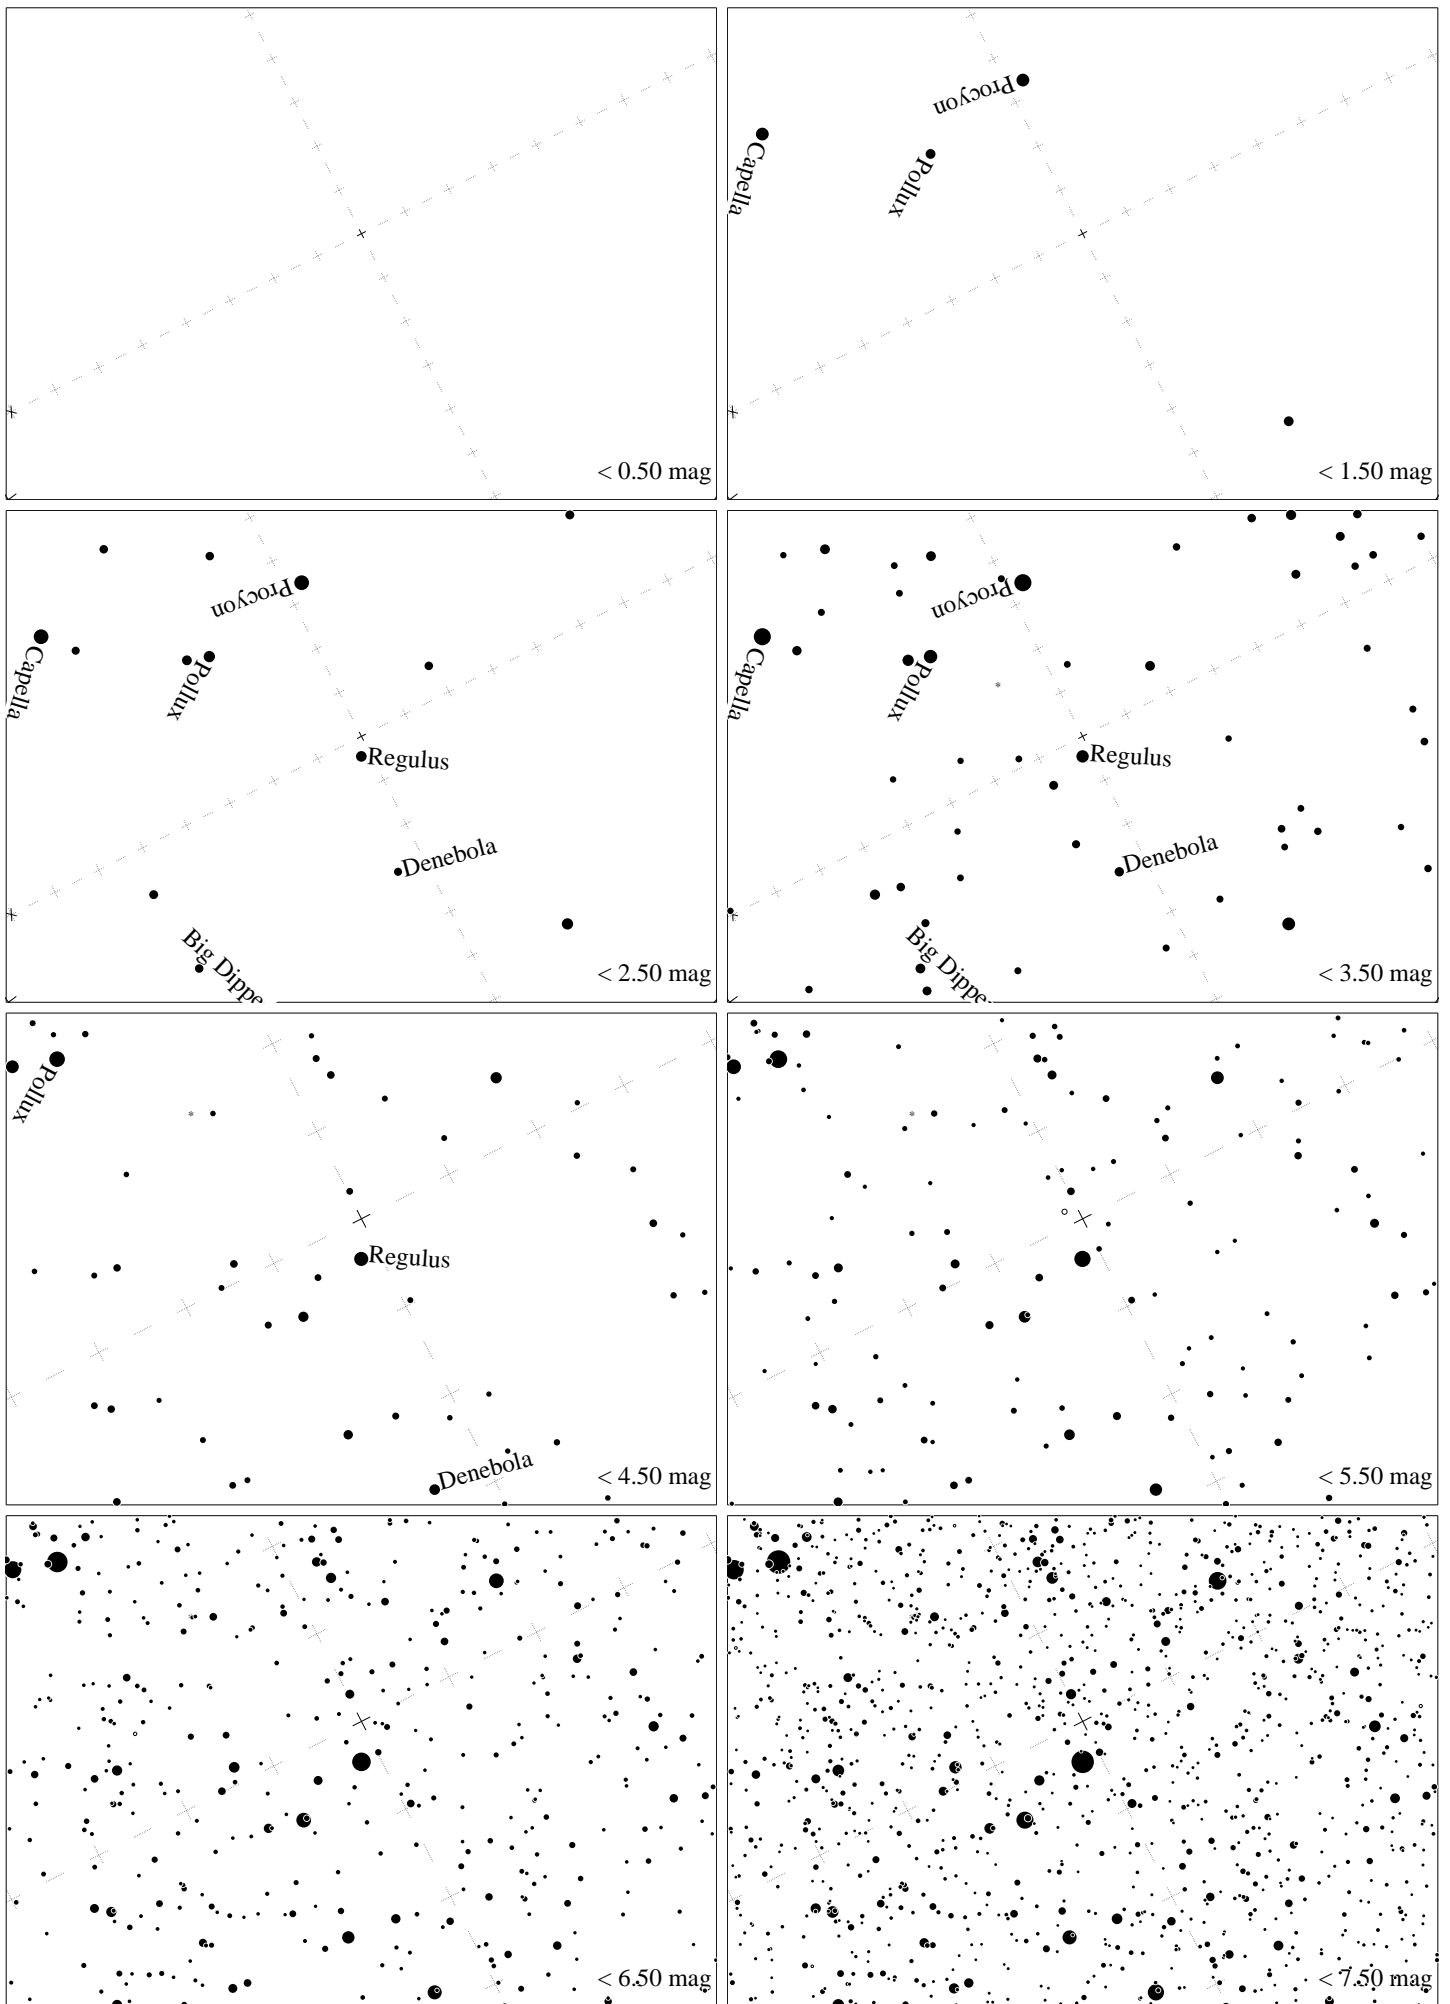 < 0.50 mag
Procyon
Capella
Pollux
< 1.50 mag
Procyon
Capella
Pollux
Regulus
Denebola
Big Dippe
< 2.50 mag
Procyon
Capella
Pollux
Regulus
Denebola
Big Dippe
< 3.50 mag
Pollux
Regulus
Denebola
< 4.50 mag
< 5.50 mag
< 6.50 mag
< 7.50 mag